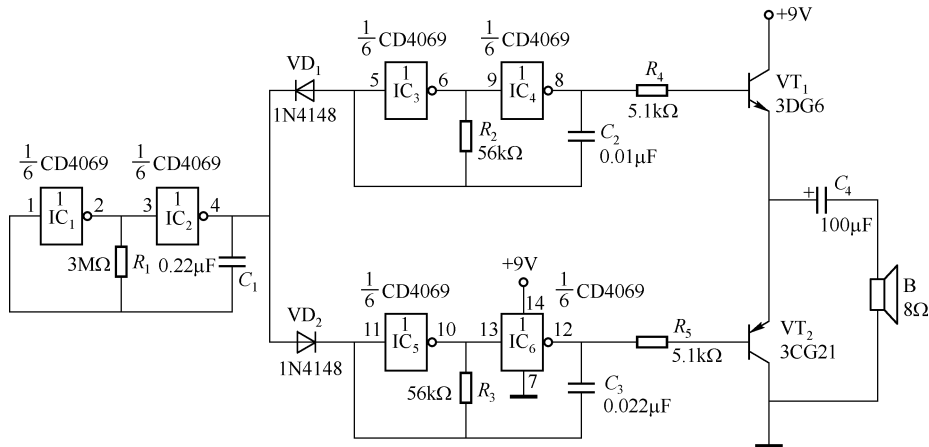 +9V
1/6 CD4069
1/6 CD4069
VD1
1N4148
5
1
IC3
6
9
1
IC4
8
R4
5.1kΩ
VT1
3DG6
R2
56kΩ
C2
0.01μF
1/6 CD4069
1/6 CD4069
1
1
IC1
2
3
1
IC2
4
3MΩ
R1
0.22μF
C1
+
C4
100μF
B
8Ω
+9V
1/6 CD4069
1/6 CD4069
VD2
1N4148
11
1
IC5
10
13
14
1
IC6
7
12
R5
5.1kΩ
VT2
3CG21
56kΩ
R3
C3
0.022μF